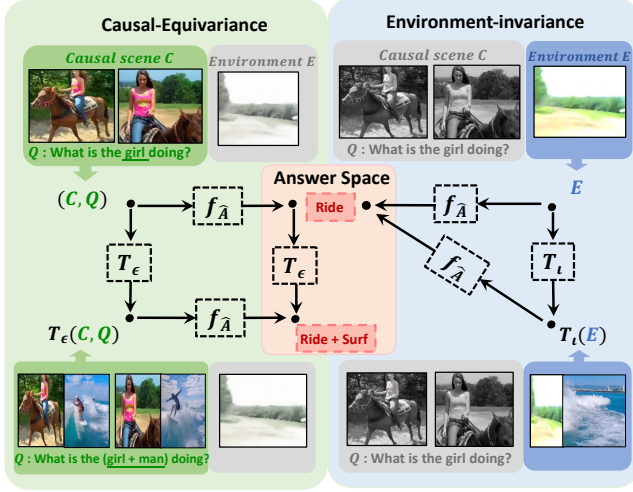 Causal-Equivariance
Environment-invariance
Causal scene C
Environment E
Causal scene C
Environment E
Q : What is the girl doing?
Q : What is the girl doing?
(C, Q)
f_Â
Answer Space
Ride
f_Â
E
T_ϵ
T_ϵ
f_Â
T_ι
T_ϵ(C, Q)
f_Â
Ride + Surf
T_ι(E)
Q : What is the (girl + man) doing?
Q : What is the girl doing?